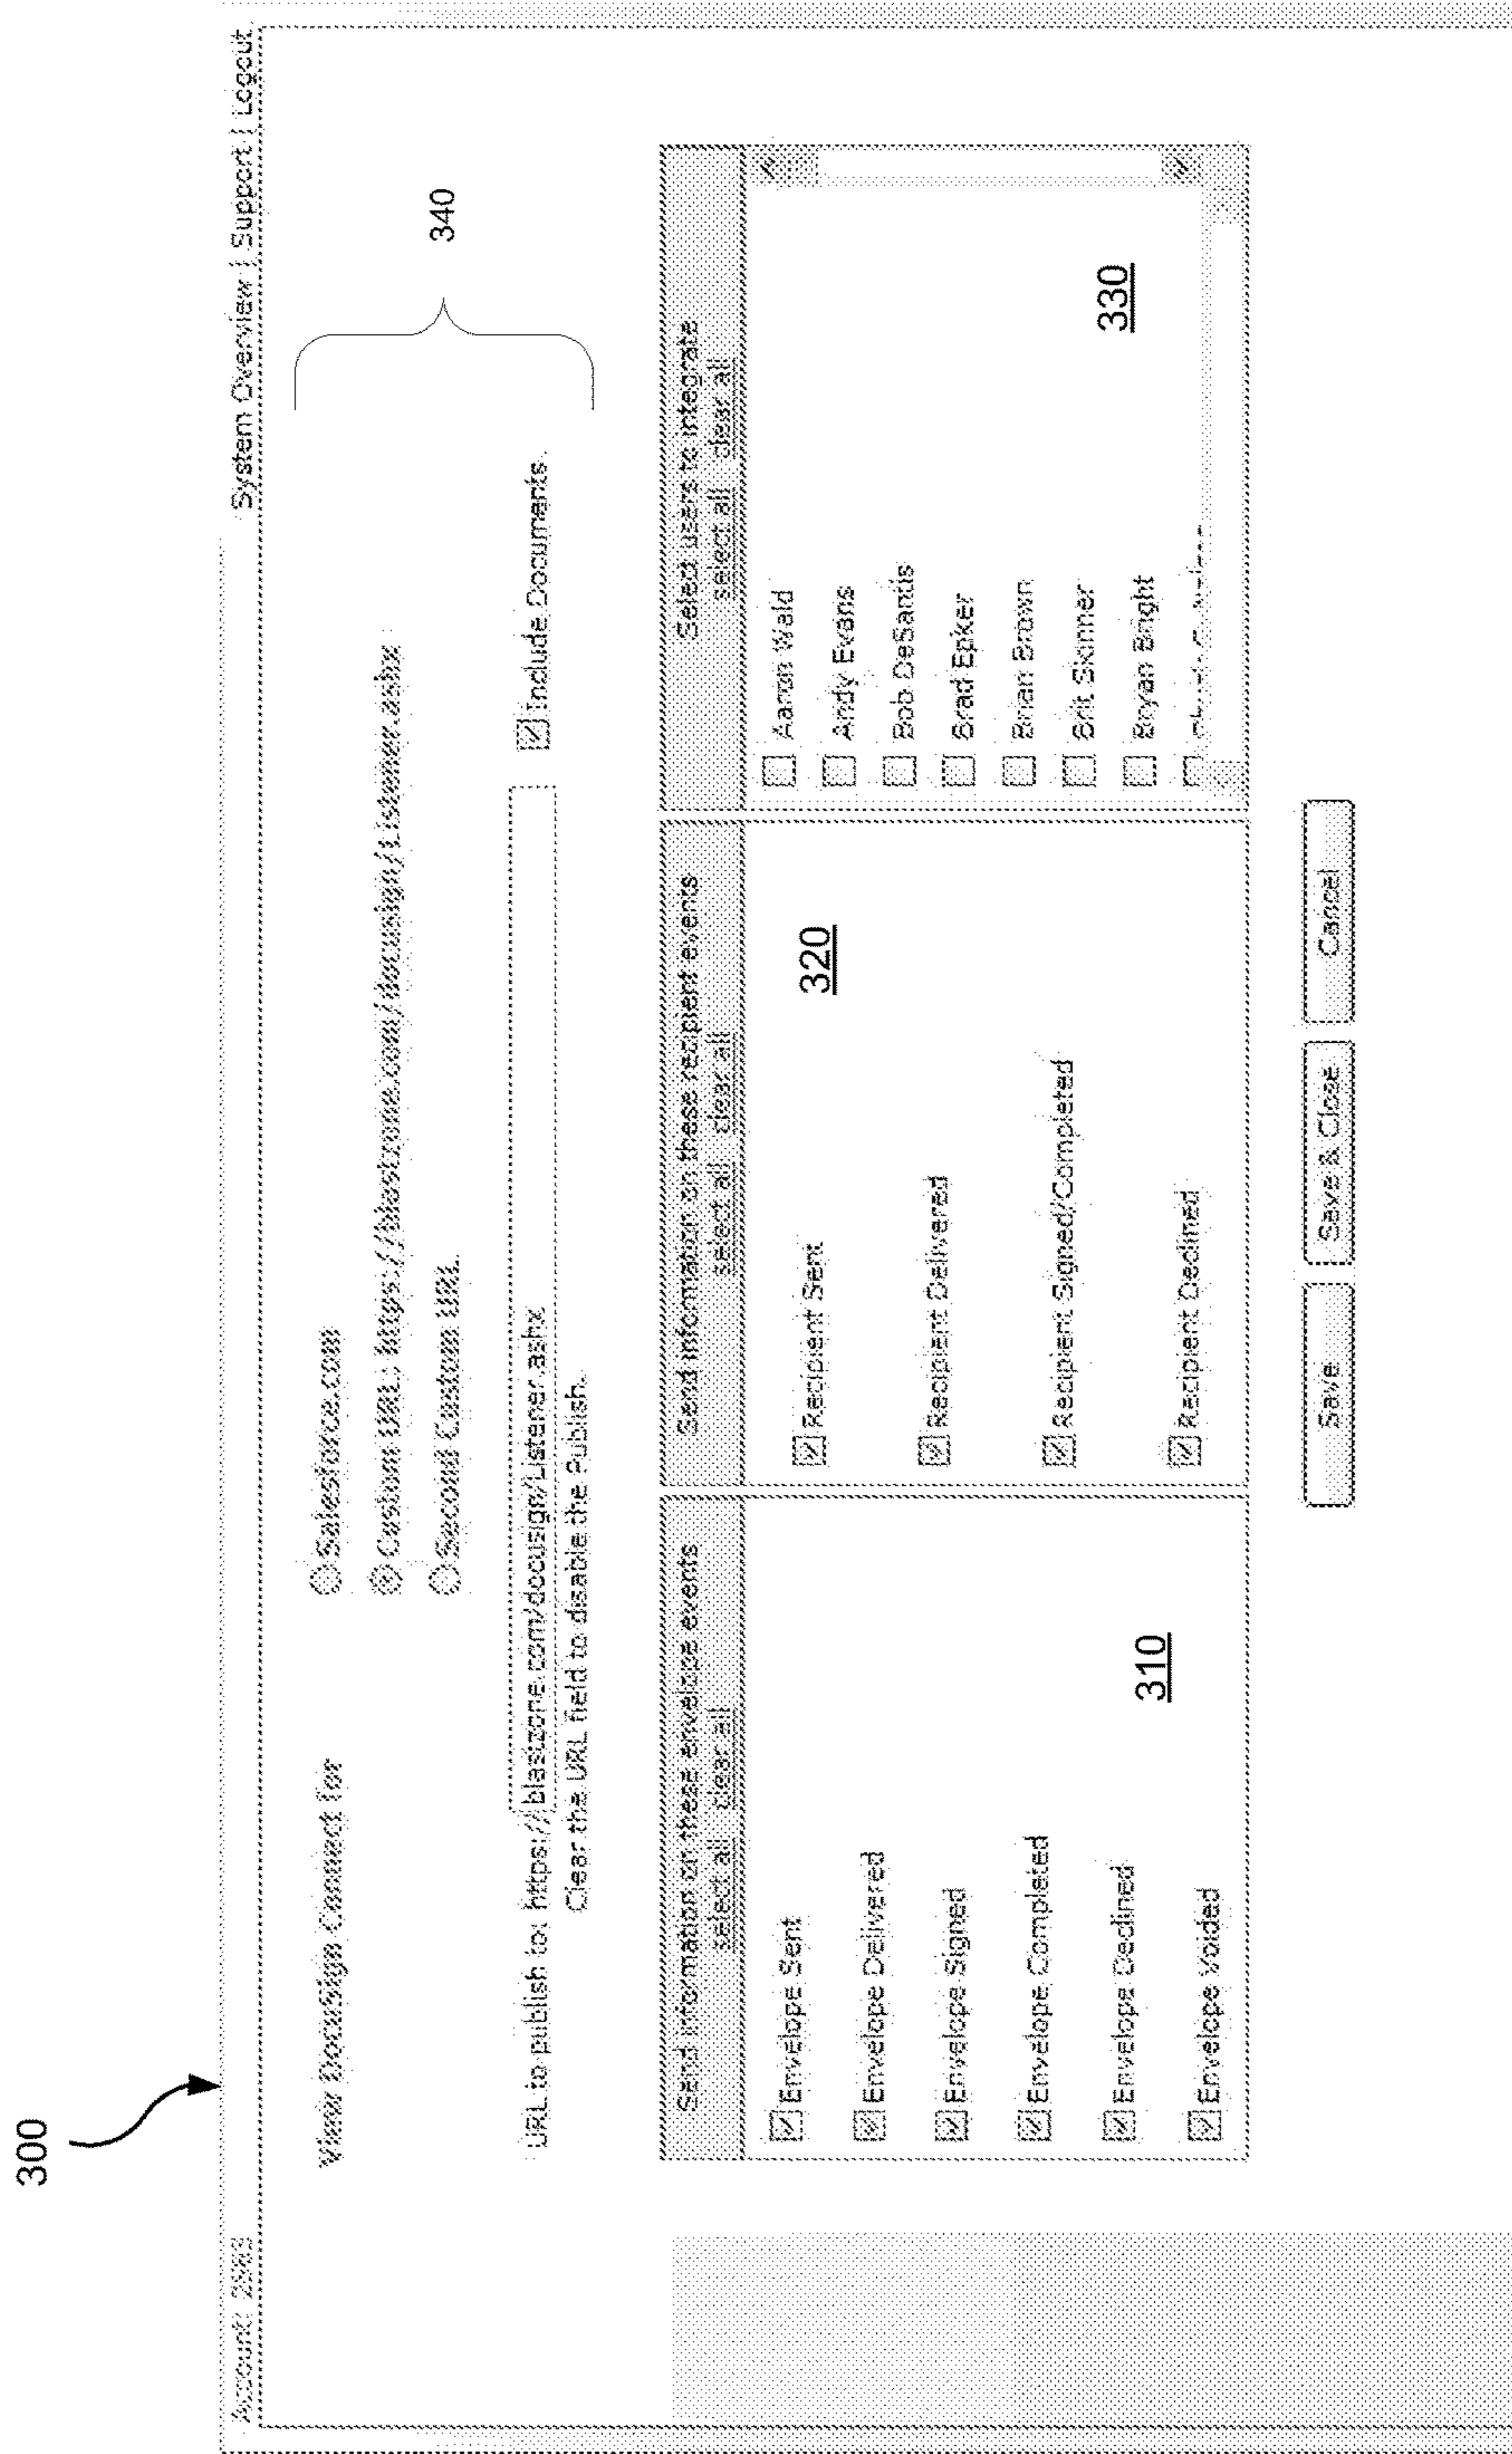 300
System Overview | Support | Logout
View DocuSign Connect for
Salesforce.com
Custom URL: https://blastzone.com/docusign/Listener.ashx
Second Custom URL
340
URL to publish to: https:// blastzone.com/docusign/Listener.ashx
Include Documents
Clear the URL field to disable the Publish.
Send information on these envelope events
select all clear all
Envelope Sent
Envelope Delivered
Envelope Signed
Envelope Completed
Envelope Declined
Envelope Voided
310
Send information on these recipient events
select all clear all
320
Recipient Sent
Recipient Delivered
Recipient Signed/Completed
Recipient Declined
Select users to integrate
select all clear all
Aaron Wald
Andy Evans
Bob DeSantis
Brad Epker
Brian Brown
Brit Skinner
Bryan Bright
330
Save
Save & Close
Cancel